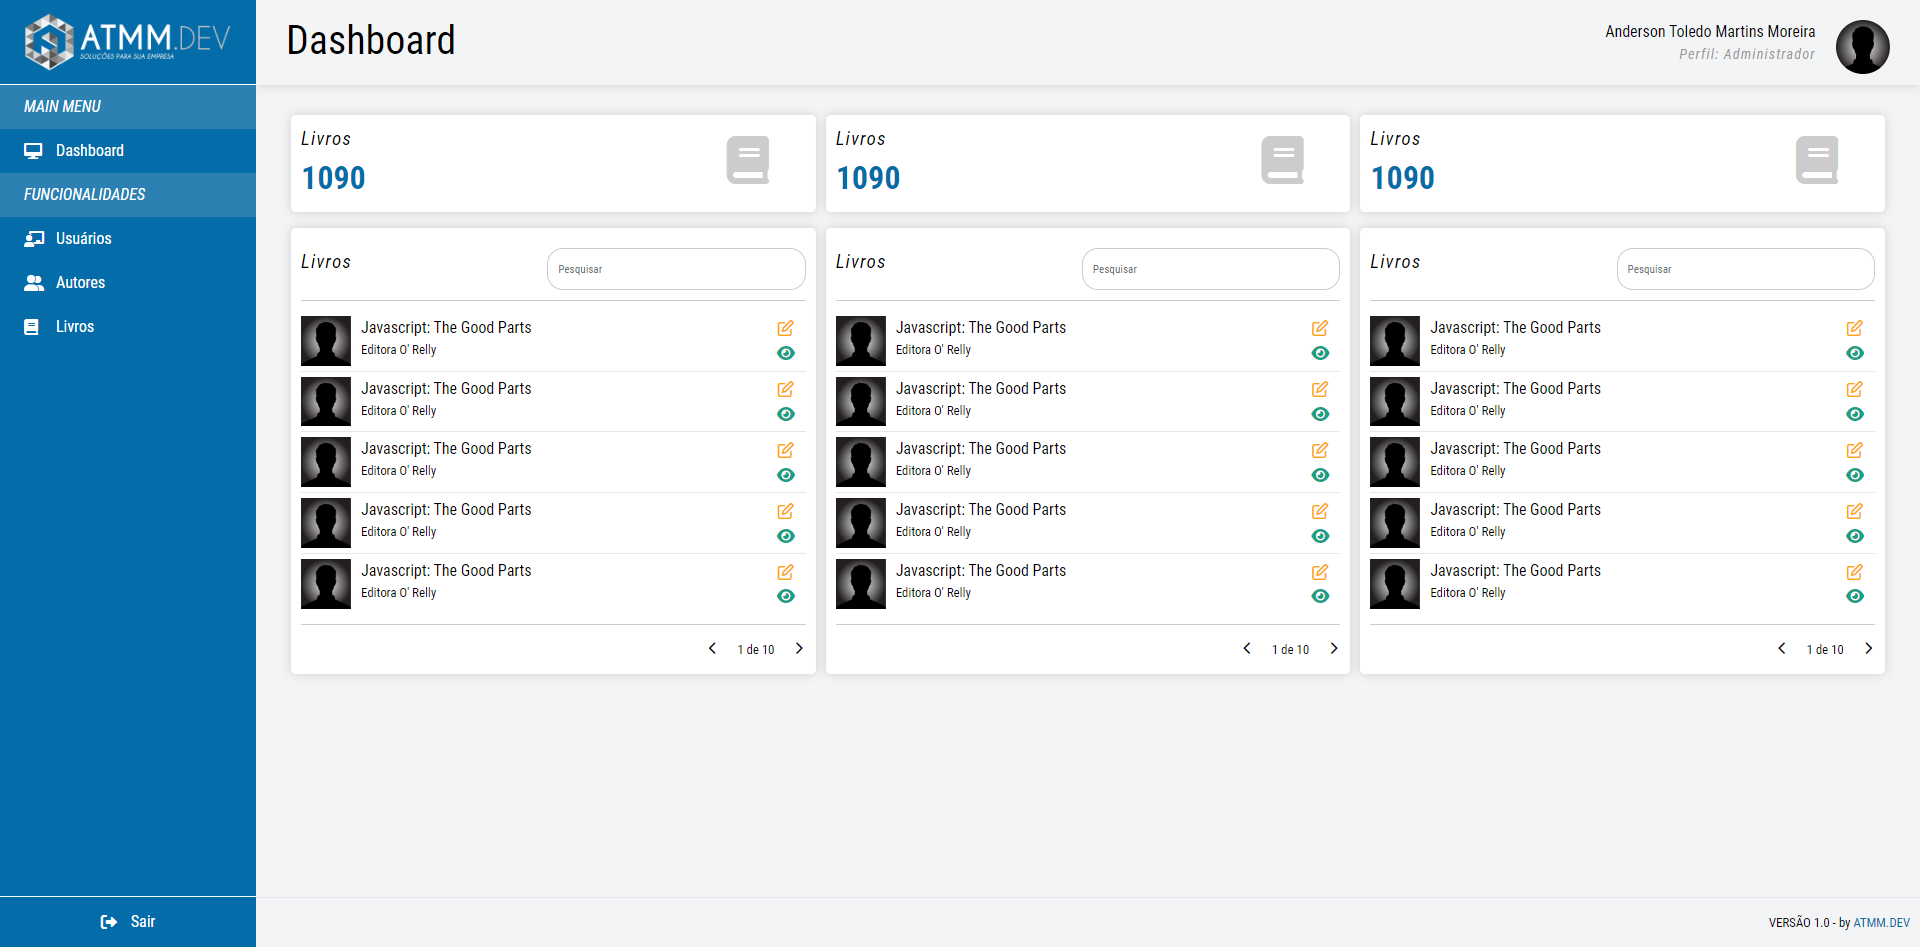 ATMM.DEV
SOLUÇÕES PARA SUA EMPRESA
MAIN MENU
Dashboard
FUNCIONALIDADES
Usuários
Autores
Livros
Sair
Dashboard
Anderson Toledo Martins Moreira
Perfil: Administrador
Livros
1090
Livros
1090
Livros
1090
Livros
Pesquisar
Javascript: The Good Parts
Editora O' Relly
Javascript: The Good Parts
Editora O' Relly
Javascript: The Good Parts
Editora O' Relly
Javascript: The Good Parts
Editora O' Relly
Javascript: The Good Parts
Editora O' Relly
1 de 10
Livros
Pesquisar
Javascript: The Good Parts
Editora O' Relly
Javascript: The Good Parts
Editora O' Relly
Javascript: The Good Parts
Editora O' Relly
Javascript: The Good Parts
Editora O' Relly
Javascript: The Good Parts
Editora O' Relly
1 de 10
Livros
Pesquisar
Javascript: The Good Parts
Editora O' Relly
Javascript: The Good Parts
Editora O' Relly
Javascript: The Good Parts
Editora O' Relly
Javascript: The Good Parts
Editora O' Relly
Javascript: The Good Parts
Editora O' Relly
1 de 10
VERSÃO 1.0 - by ATMM.DEV